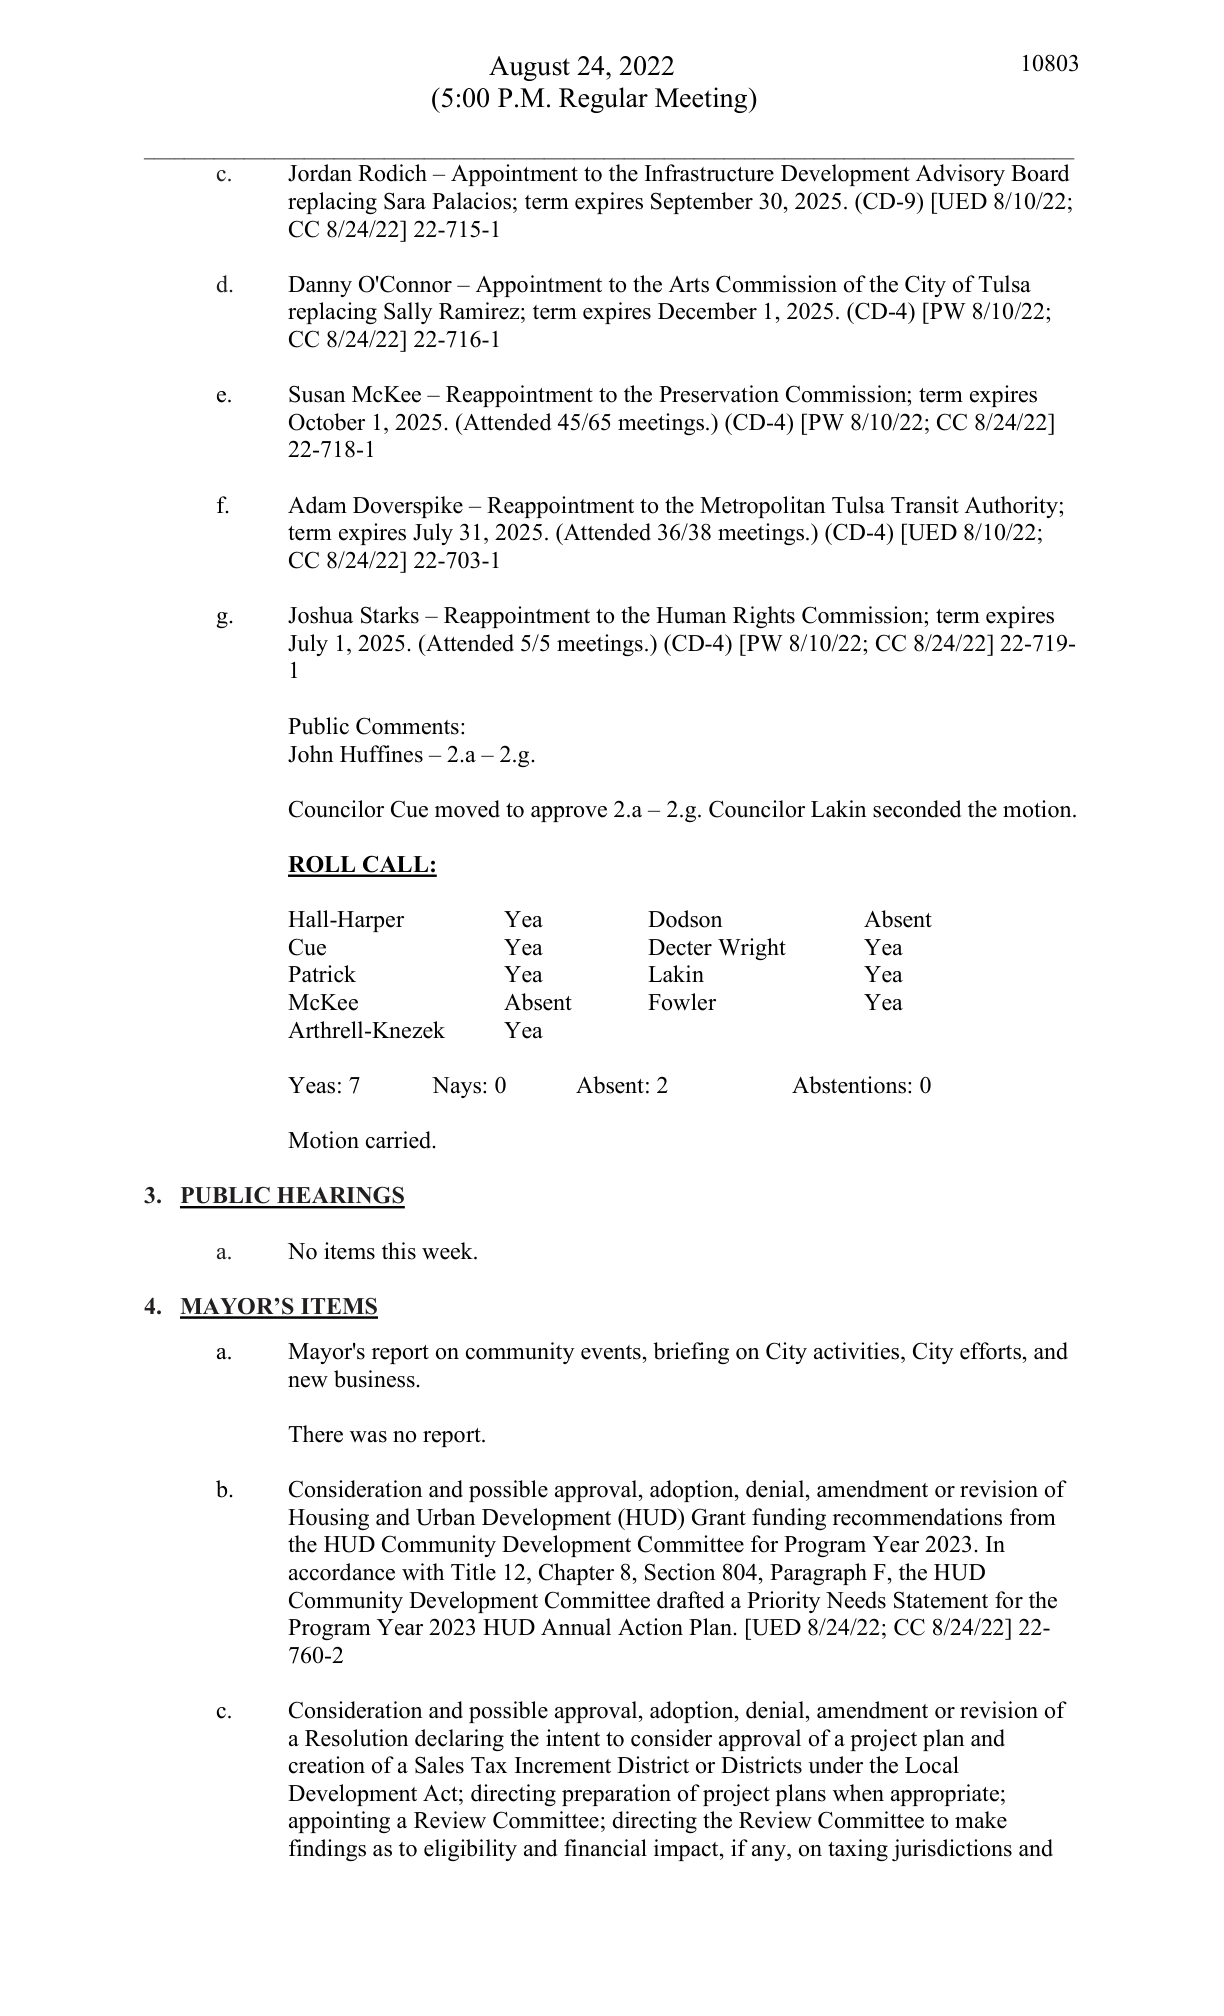 August 24, 2022
10803
(5:00 P.M. Regular Meeting)
c. Jordan Rodich – Appointment to the Infrastructure Development Advisory Board
replacing Sara Palacios; term expires September 30, 2025. (CD-9) [UED 8/10/22;
CC 8/24/22] 22-715-1
d. Danny O'Connor – Appointment to the Arts Commission of the City of Tulsa
replacing Sally Ramirez; term expires December 1, 2025. (CD-4) [PW 8/10/22;
CC 8/24/22] 22-716-1
e. Susan McKee – Reappointment to the Preservation Commission; term expires
October 1, 2025. (Attended 45/65 meetings.) (CD-4) [PW 8/10/22; CC 8/24/22]
22-718-1
f. Adam Doverspike – Reappointment to the Metropolitan Tulsa Transit Authority;
term expires July 31, 2025. (Attended 36/38 meetings.) (CD-4) [UED 8/10/22;
CC 8/24/22] 22-703-1
g. Joshua Starks – Reappointment to the Human Rights Commission; term expires
July 1, 2025. (Attended 5/5 meetings.) (CD-4) [PW 8/10/22; CC 8/24/22] 22-719-
1
Public Comments:
John Huffines – 2.a – 2.g.
Councilor Cue moved to approve 2.a – 2.g. Councilor Lakin seconded the motion.
ROLL CALL:
Hall-Harper Yea Dodson Absent
Cue Yea Decter Wright Yea
Patrick Yea Lakin Yea
McKee Absent Fowler Yea
Arthrell-Knezek Yea
Yeas: 7 Nays: 0 Absent: 2 Abstentions: 0
Motion carried.
3. PUBLIC HEARINGS
a. No items this week.
4. MAYOR’S ITEMS
a. Mayor's report on community events, briefing on City activities, City efforts, and
new business.
There was no report.
b. Consideration and possible approval, adoption, denial, amendment or revision of
Housing and Urban Development (HUD) Grant funding recommendations from
the HUD Community Development Committee for Program Year 2023. In
accordance with Title 12, Chapter 8, Section 804, Paragraph F, the HUD
Community Development Committee drafted a Priority Needs Statement for the
Program Year 2023 HUD Annual Action Plan. [UED 8/24/22; CC 8/24/22] 22-
760-2
c. Consideration and possible approval, adoption, denial, amendment or revision of
a Resolution declaring the intent to consider approval of a project plan and
creation of a Sales Tax Increment District or Districts under the Local
Development Act; directing preparation of project plans when appropriate;
appointing a Review Committee; directing the Review Committee to make
findings as to eligibility and financial impact, if any, on taxing jurisdictions and